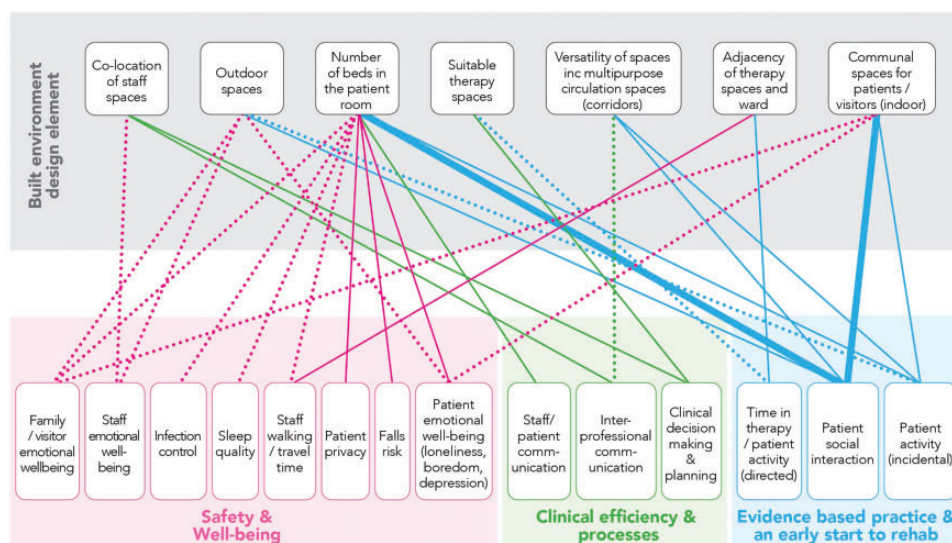 Built environment
design element
Co-location
of staff
spaces
Outdoor
spaces
Number
of beds in
the patient
room
Suitable
therapy
spaces
Versatility of spaces
inc multipurpose
circulation spaces
(corridors)
Adjacency
of therapy
spaces and
ward
Communal
spaces for
patients /
visitors (indoor)
Family
/ visitor
emotional
wellbeing
Staff
emotional
well-
being
Infection
control
Sleep
quality
Staff
walking
/ travel
time
Patient
privacy
Falls
risk
Patient
emotional
well-being
(loneliness,
boredom,
depression)
Staff/
patient
comm-
unication
Inter-
professional
comm-
unication
Clinical
decision
making
&
planning
Time in
therapy
/ patient
activity
(directed)
Patient
social
interaction
Patient
activity
(incidental)
Safety &
Well-being
Clinical efficiency &
processes
Evidence based practice &
an early start to rehab